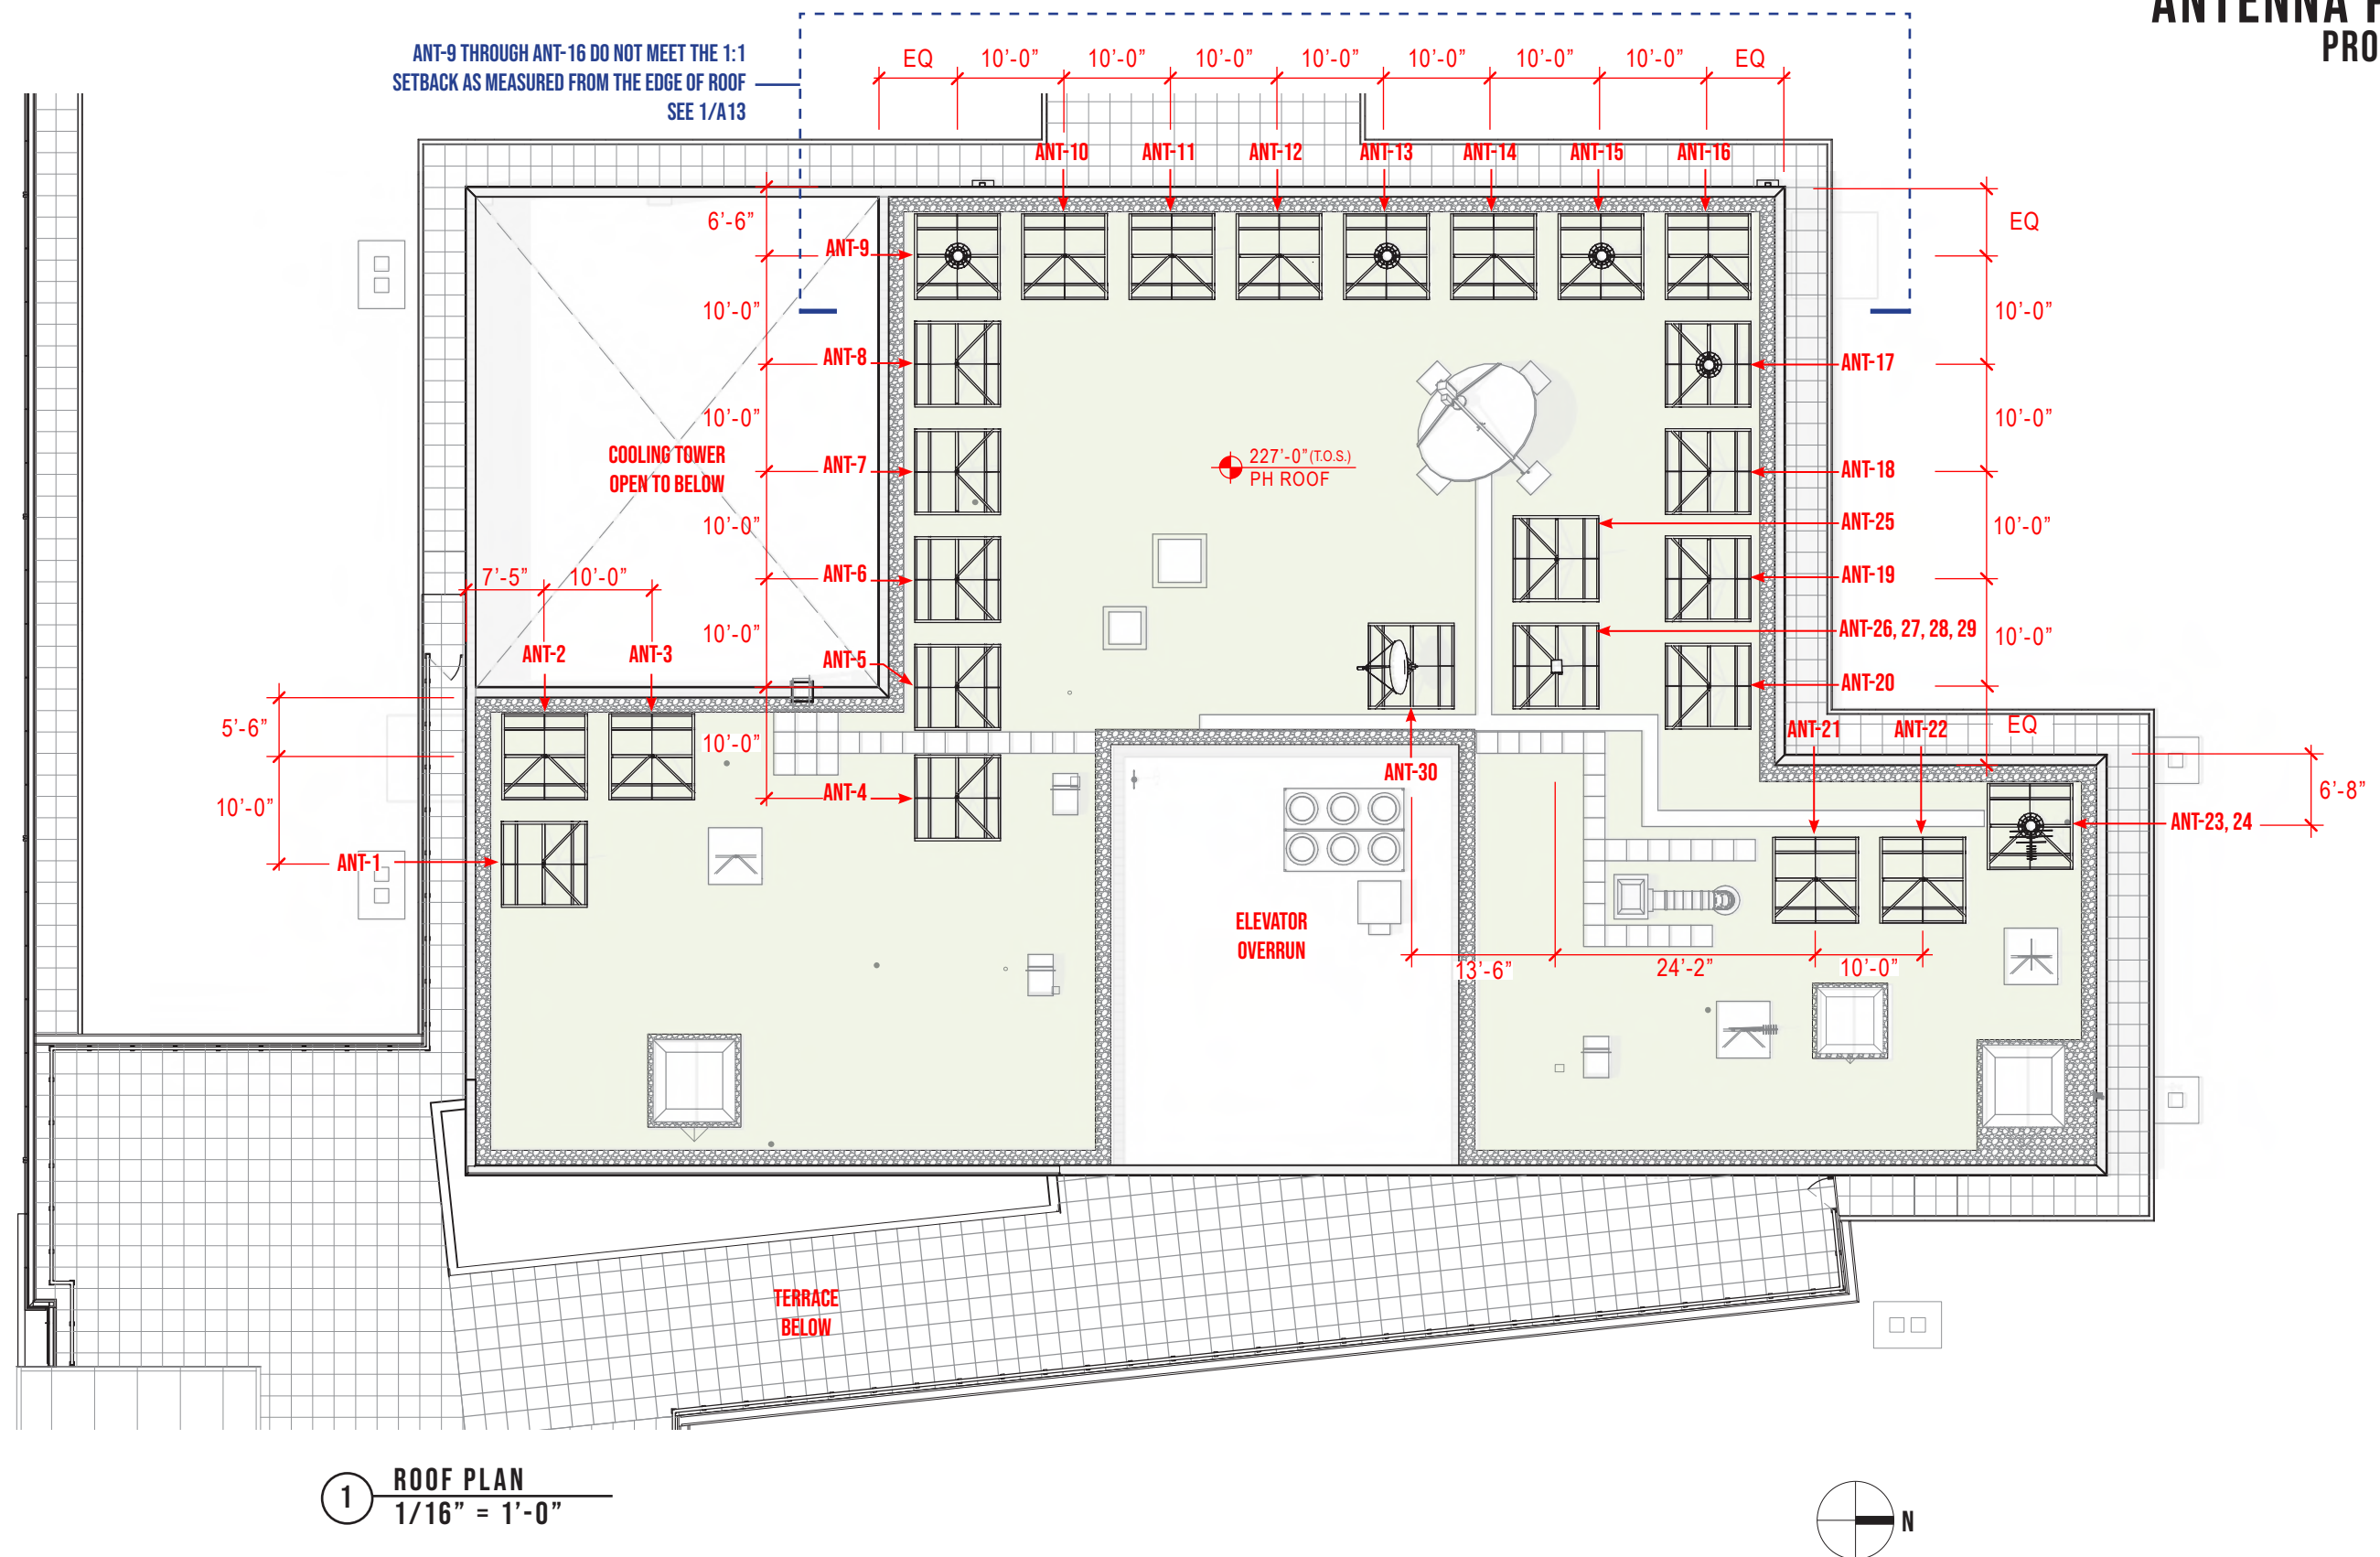 ANTENNA
PRO
ANT-9 THROUGH ANT-16 DO NOT MEET THE 1:1
SETBACK AS MEASURED FROM THE EDGE OF ROOF
SEE 1/A13
EQ 10'-0" 10'-0" 10'-0" 10'-0" 10'-0" 10'-0" 10'-0" EQ
ANT-10 ANT-11 ANT-12 ANT-13 ANT-14 ANT-15 ANT-16
6'-6"
EQ
ANT-9
10'-0"
10'-0"
ANT-8
ANT-17
10'-0"
10'-0"
COOLING TOWER
OPEN TO BELOW
ANT-7
227'-0" (T.O.S.)
PH ROOF
ANT-18
10'-0"
ANT-25
10'-0"
7'-5" 10'-0"
ANT-6
ANT-19
10'-0"
ANT-26, 27, 28, 29
10'-0"
ANT-2 ANT-3
ANT-5
ANT-20
5'-6"
10'-0"
ANT-21 ANT-22
EQ
ANT-30
6'-8"
10'-0"
ANT-4
ANT-23, 24
ANT-1
ELEVATOR
OVERRUN
13'-6" 24'-2" 10'-0"
TERRACE
BELOW
1 ROOF PLAN
1/16" = 1'-0"
N